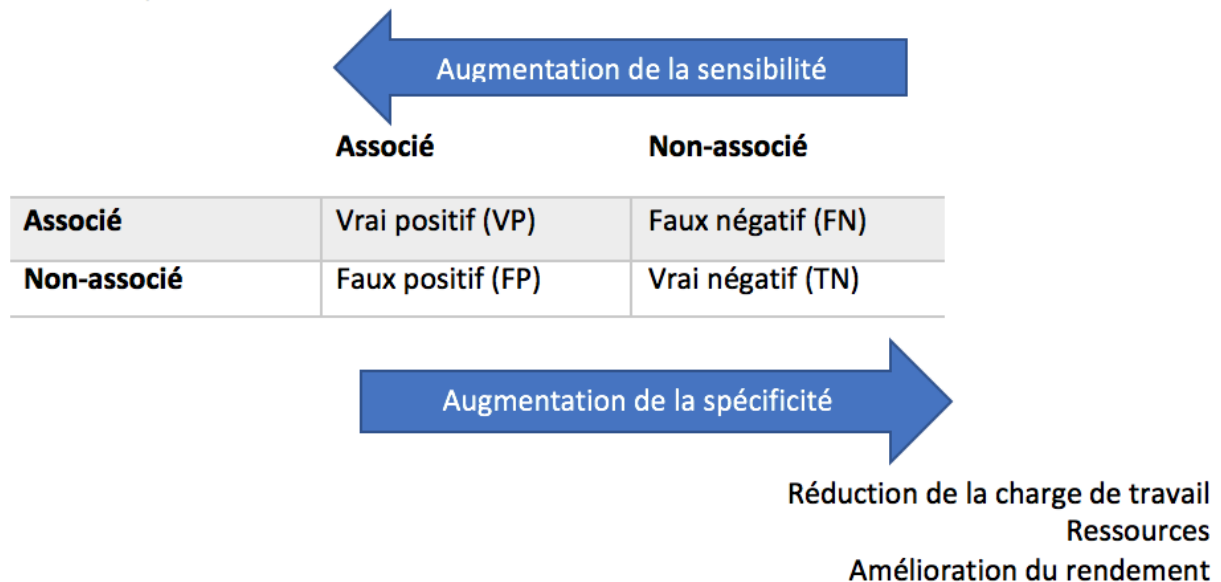 Augmentation de la sensibilité
Associé Non-associé
Associé Vrai positif (VP) Faux négatif (FN)
Non-associé Faux positif (FP) Vrai négatif (TN)
Augmentation de la spécificité
Réduction de la charge de travail
Ressources
Amélioration du rendement